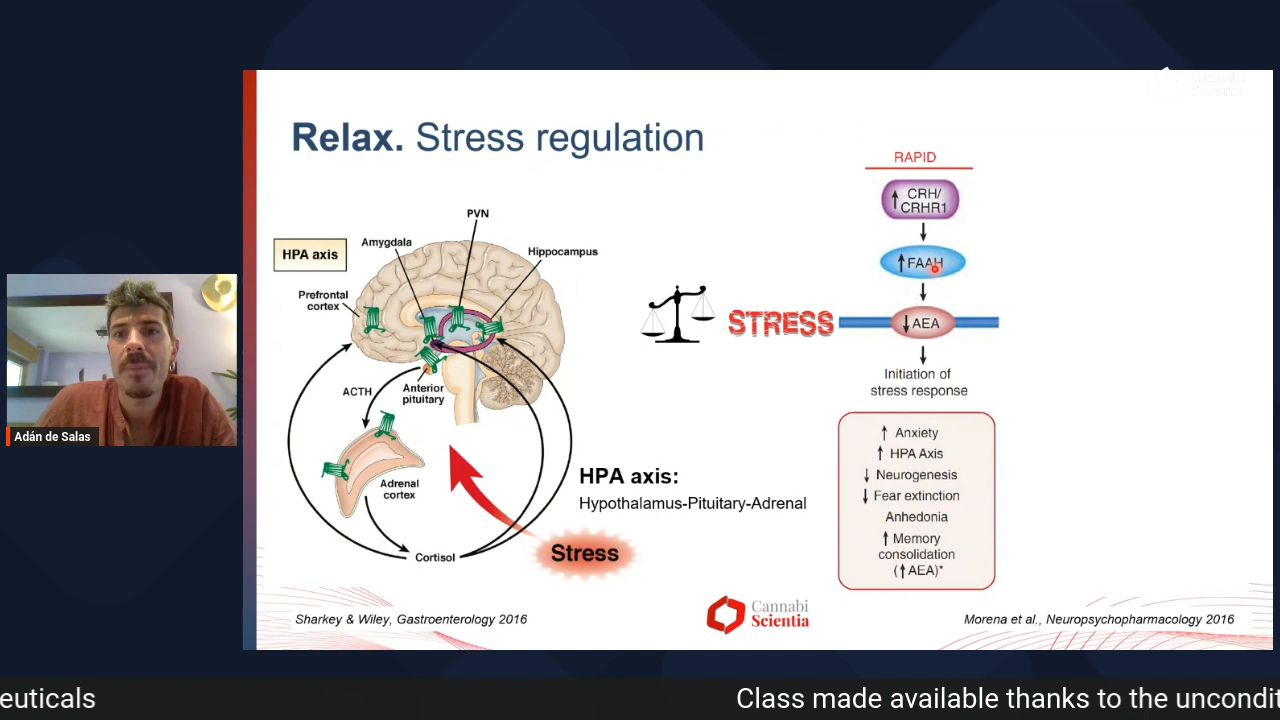 Cannabi
Scientia
Relax. Stress regulation
HPA axis
PVN
Amygdala
Hippocampus
Prefrontal
cortex
ACTH
Anterior
pituitary
Adrenal
cortex
Cortisol
Stress
HPA axis:
Hypothalamus-Pituitary-Adrenal
STRESS
RAPID
↑ CRH/
CRHR1
↑FAAH
↓AEA
Initiation of
stress response
↑ Anxiety
↑ HPA Axis
↓ Neurogenesis
↓ Fear extinction
Anhedonia
↑ Memory
consolidation
(↑AEA)*
Adán de Salas
Sharkey & Wiley, Gastroenterology 2016
Cannabi
Scientia
Morena et al., Neuropsychopharmacology 2016
euticals
Class made available thanks to the uncondit